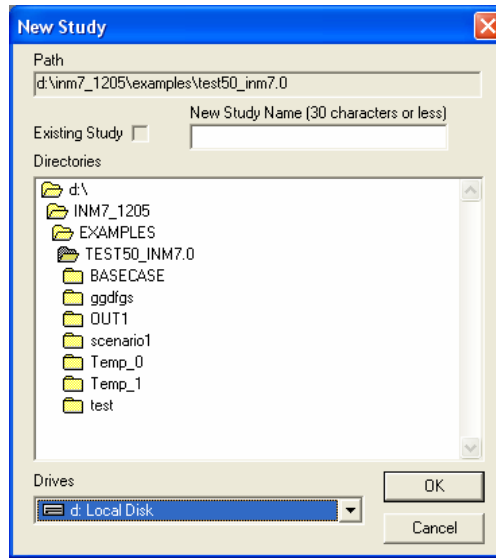 New Study
Path
d:\inm7_1205\examples\test50_inm7.0
New Study Name (30 characters or less)
Existing Study
Directories
d:\
INM7_1205
EXAMPLES
TEST50_INM7.0
BASECASE
ggdfgs
OUT1
scenario1
Temp_0
Temp_1
test
Drives
OK
d: Local Disk
Cancel